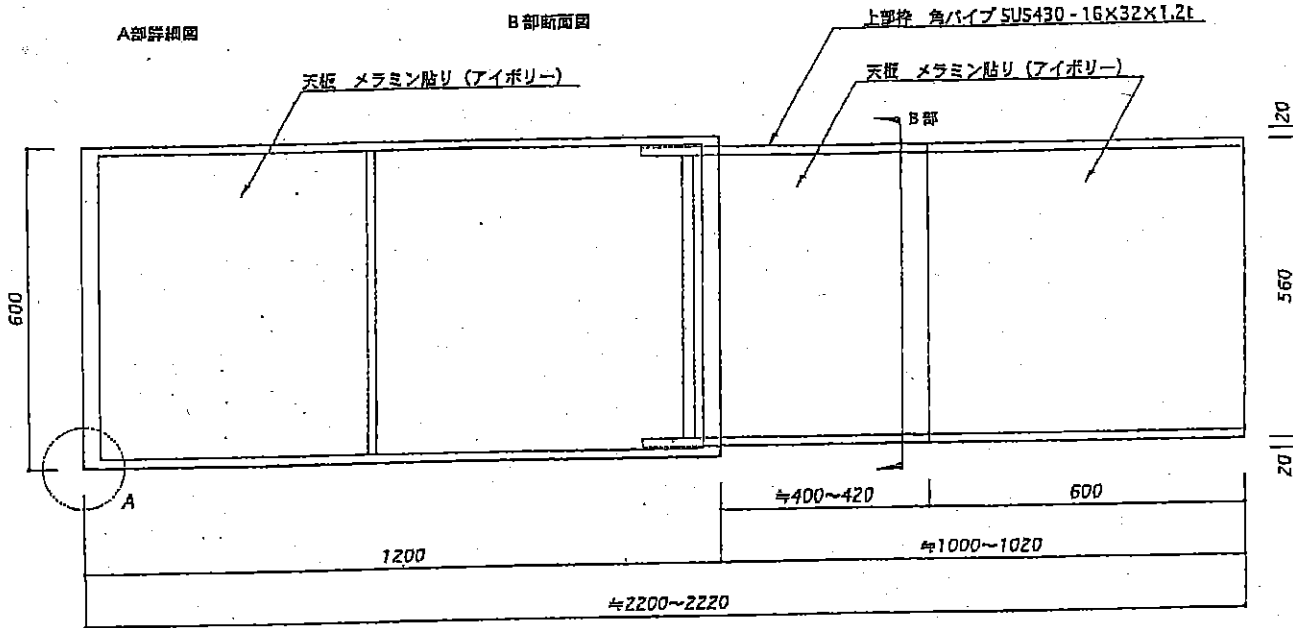 A部詳細図
B部断面図
上部枠 角パイプ SUS430-16×32×1.2t
天板 メラミン貼り (アイボリー)
天板 メラミン貼り (アイボリー)
B部
20
600
560
20
A
≒400~420
600
1200
≒1000~1020
≒2200~2220